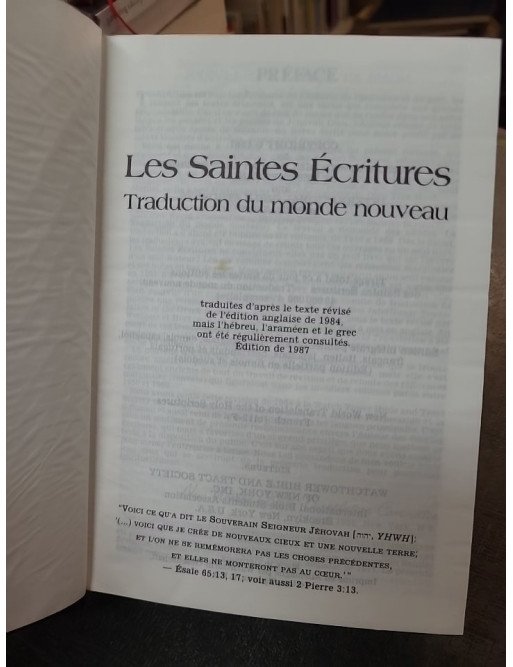 Les Saintes Écritures
Traduction du monde nouveau
traduites d'après le texte révisé
de l'édition anglaise de 1984,
mais l'hébreu, l'araméen et le grec
ont été régulièrement consultés.
Édition de 1987
"VOICI CE QU'A DIT LE SOUVERAIN SEIGNEUR JÉHOVAH [יהוה, YHWH];
'(...) VOICI QUE JE CRÉE DE NOUVEAUX CIEUX ET UNE NOUVELLE TERRE;
ET L'ON NE SE REMÉMORERA PAS LES CHOSES PRÉCÉDENTES,
ET ELLES NE MONTERONT PAS AU CŒUR.'"
— Ésaïe 65:13, 17; voir aussi 2 Pierre 3:13.